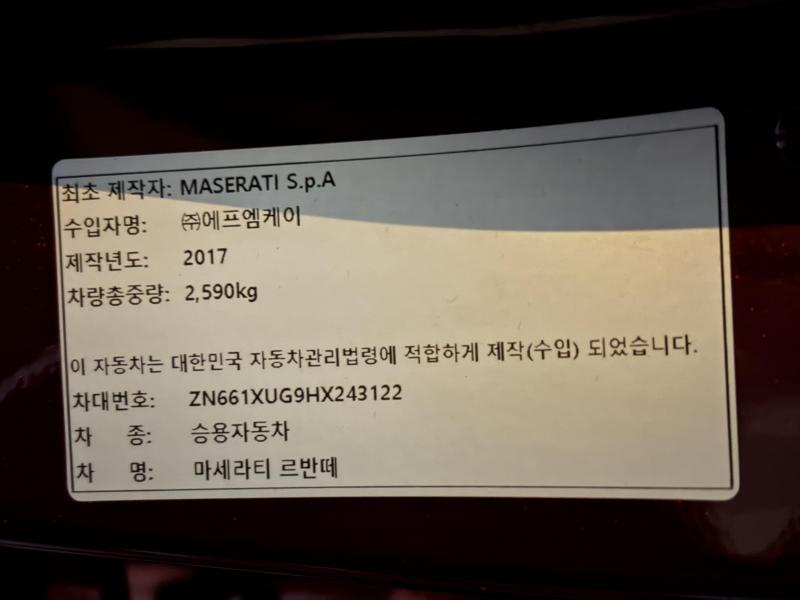 최초 제작자: MASERATI S.p.A
수입자명: ㈜에프엠케이
제작년도: 2017
차량총중량: 2,590kg
이 자동차는 대한민국 자동차관리법령에 적합하게 제작(수입) 되었습니다.
차대번호: ZN661XUG9HX243122
차 종: 승용자동차
차 명: 마세라티 르반떼